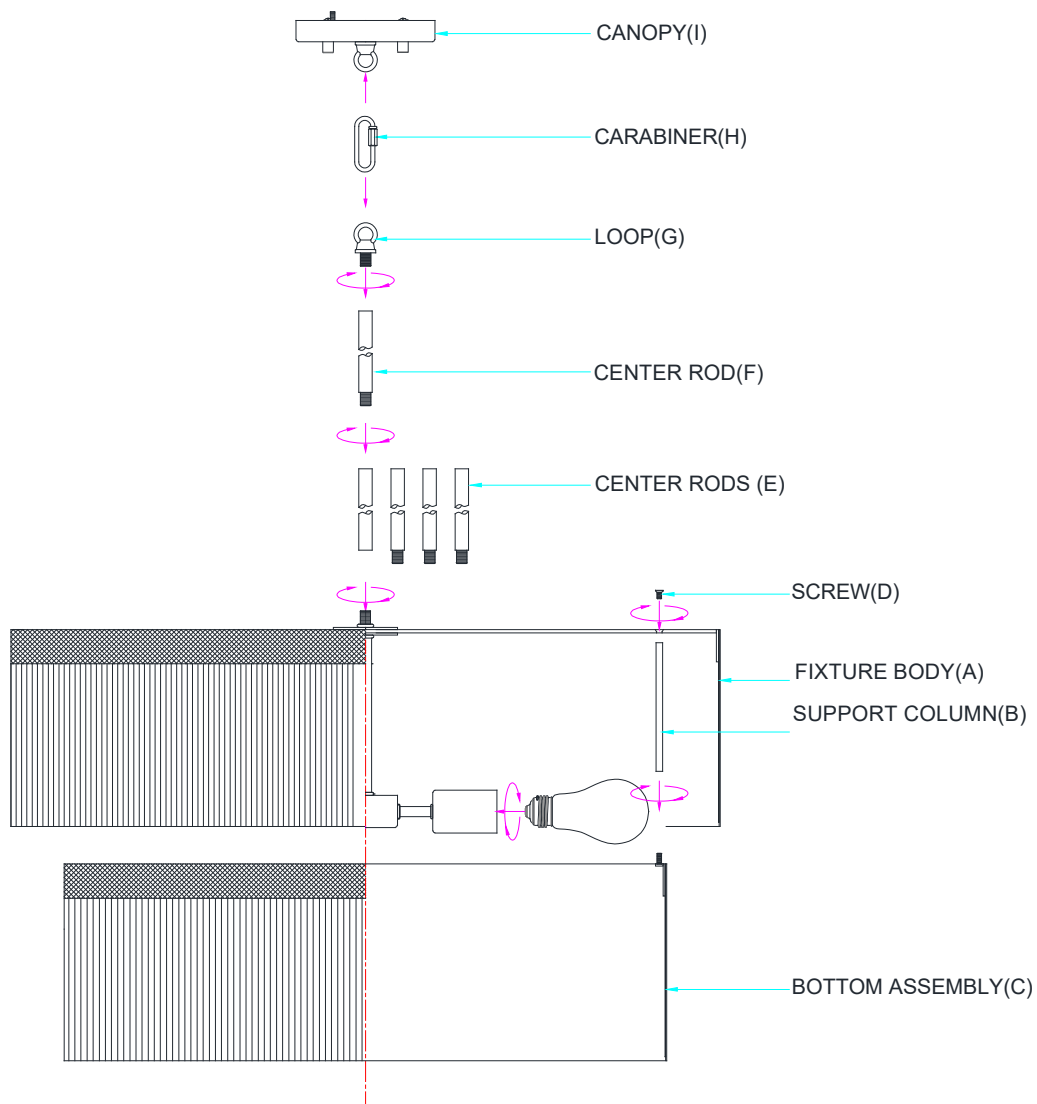 CANOPY(I)
CARABINER(H)
LOOP(G)
CENTER ROD(F)
CENTER RODS (E)
SCREW(D)
FIXTURE BODY(A)
SUPPORT COLUMN(B)
BOTTOM ASSEMBLY(C)